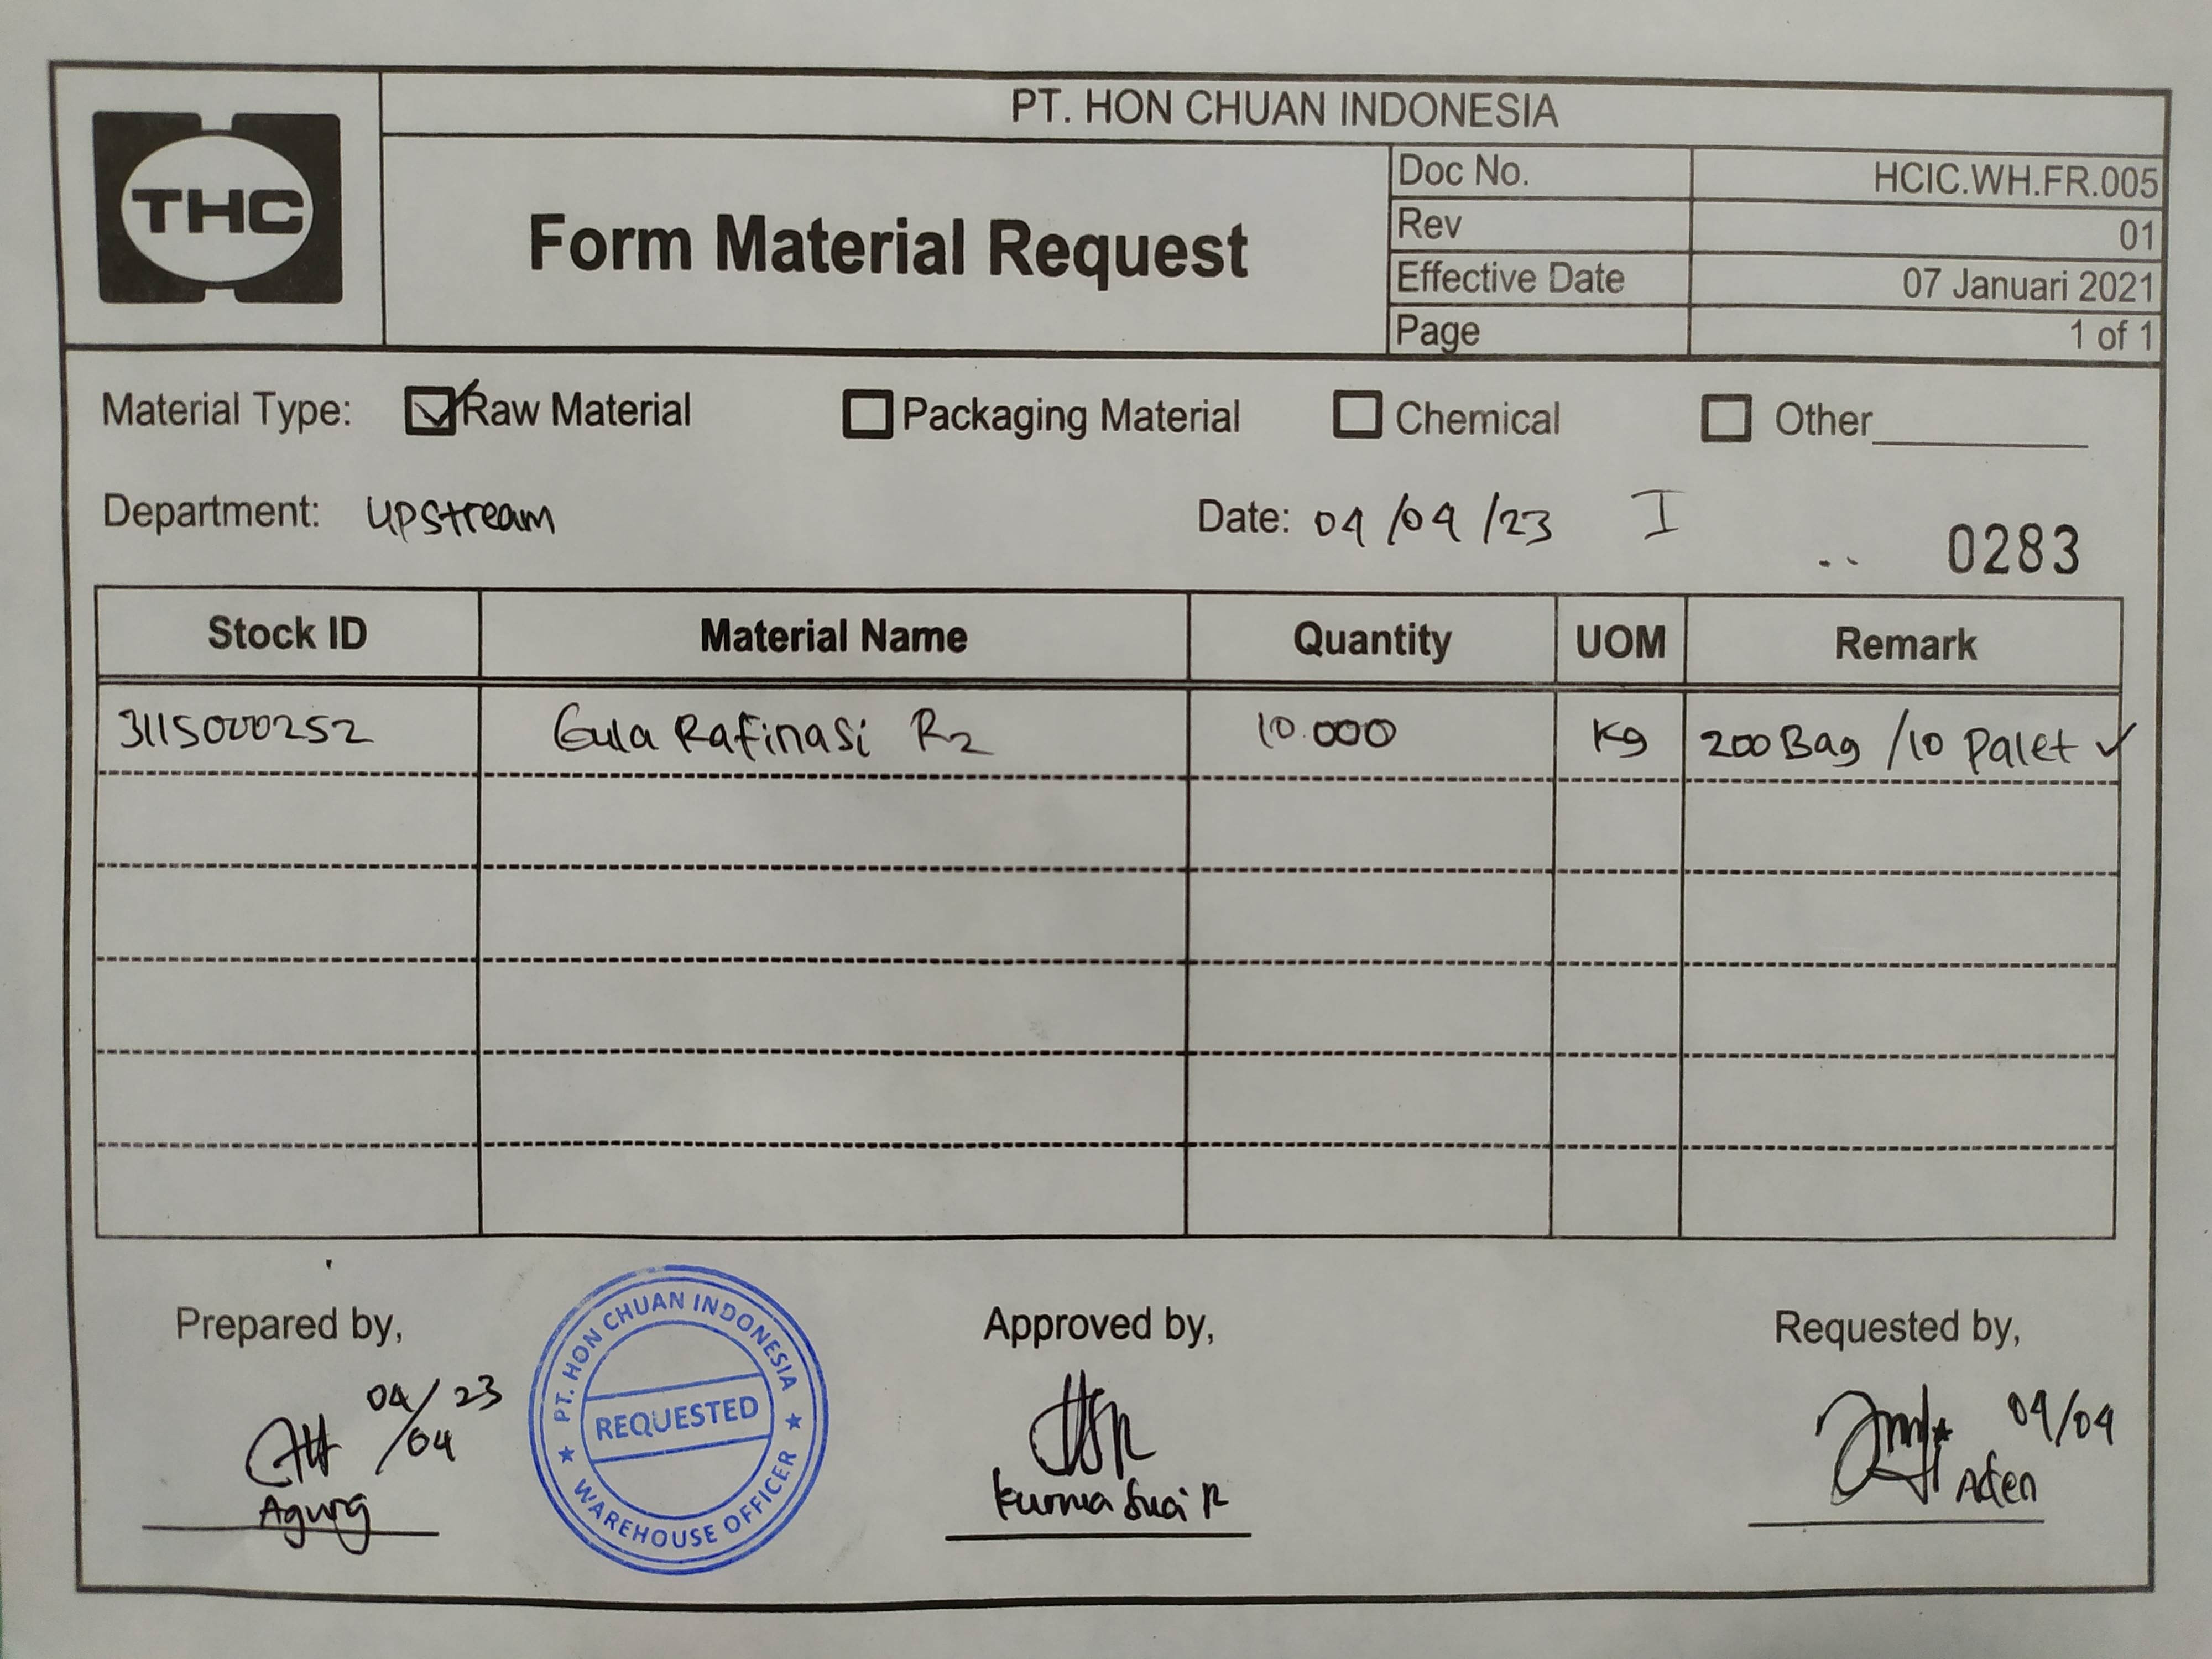 PT. HON CHUAN INDONESIA
THC
Form Material Request
Doc No. HCIC.WH.FR.005
Rev 01
Effective Date 07 Januari 2021
Page 1 of 1
Material Type: Raw Material Packaging Material Chemical Other
Department: Upstream Date: 04/04/23 I
0283
Stock ID Material Name Quantity UOM Remark
3115000252 Gula Rafinasi R2 10.000 Kg 200 Bag /10 Palet
Prepared by, Approved by, Requested by,
04/04 23
04/04
Agung Kurnia Suci R Aden
PT. HON CHUAN INDONESIA
REQUESTED
WAREHOUSE OFFICER